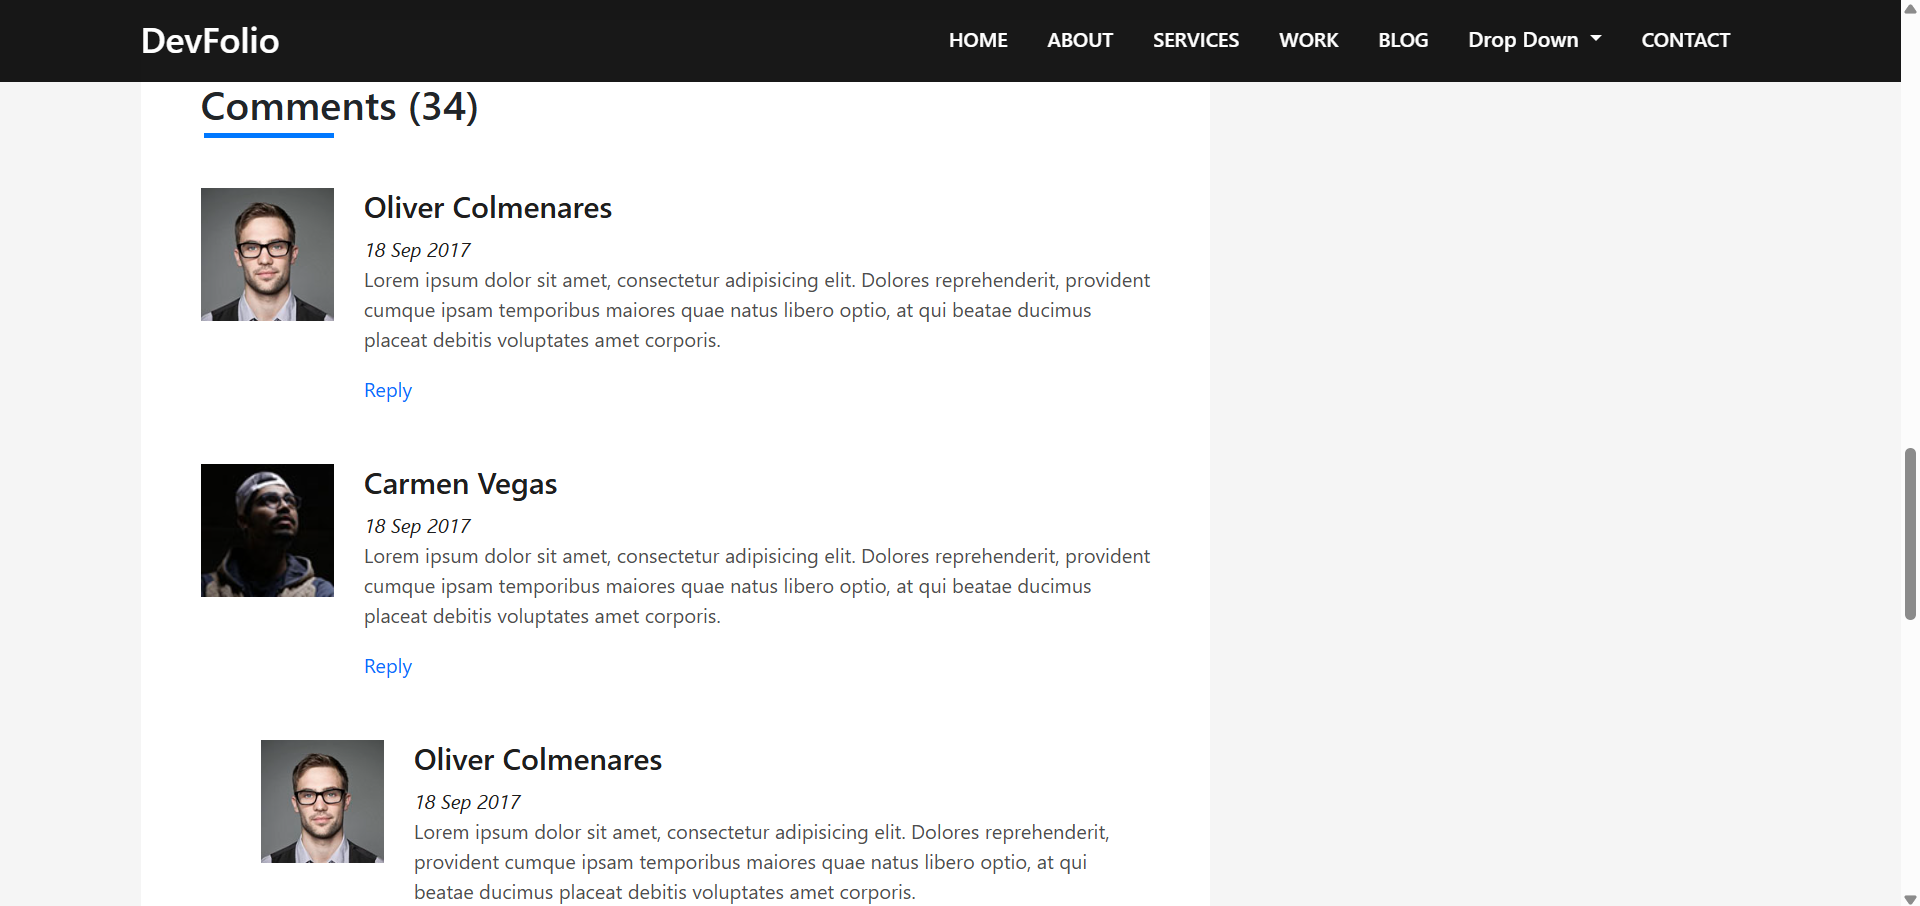 DevFolio
HOME ABOUT SERVICES WORK BLOG Drop Down CONTACT
Comments (34)
Oliver Colmenares
18 Sep 2017
Lorem ipsum dolor sit amet, consectetur adipisicing elit. Dolores reprehenderit, provident
cumque ipsam temporibus maiores quae natus libero optio, at qui beatae ducimus
placeat debitis voluptates amet corporis.
Reply
Carmen Vegas
18 Sep 2017
Lorem ipsum dolor sit amet, consectetur adipisicing elit. Dolores reprehenderit, provident
cumque ipsam temporibus maiores quae natus libero optio, at qui beatae ducimus
placeat debitis voluptates amet corporis.
Reply
Oliver Colmenares
18 Sep 2017
Lorem ipsum dolor sit amet, consectetur adipisicing elit. Dolores reprehenderit,
provident cumque ipsam temporibus maiores quae natus libero optio, at qui
beatae ducimus placeat debitis voluptates amet corporis.